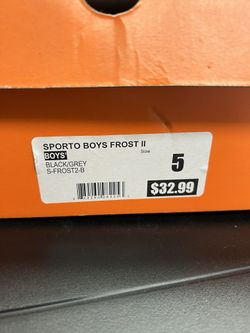 SPORTO BOYS FROST II
BOYS'
Size
5
BLACK/GREY
S-FROST2-B
$32.99